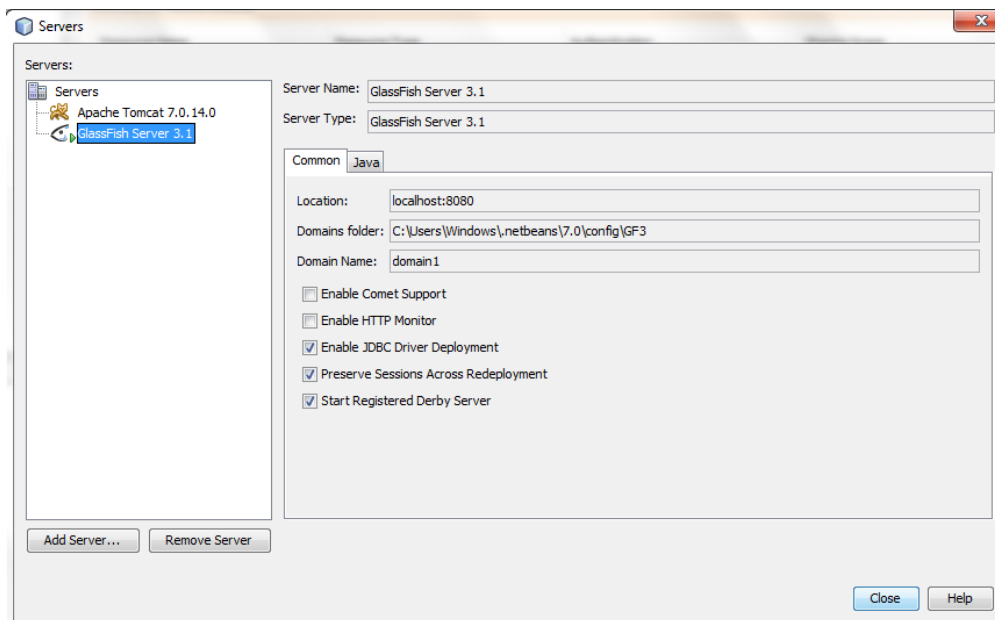 Servers
Servers:
Servers
Apache Tomcat 7.0.14.0
GlassFish Server 3.1
Server Name: GlassFish Server 3.1
Server Type: GlassFish Server 3.1
Common Java
Location: localhost:8080
Domains folder: C:\Users\Windows\.netbeans\7.0\config\GF3
Domain Name: domain1
Enable Comet Support
Enable HTTP Monitor
Enable JDBC Driver Deployment
Preserve Sessions Across Redeployment
Start Registered Derby Server
Add Server... Remove Server
Close Help